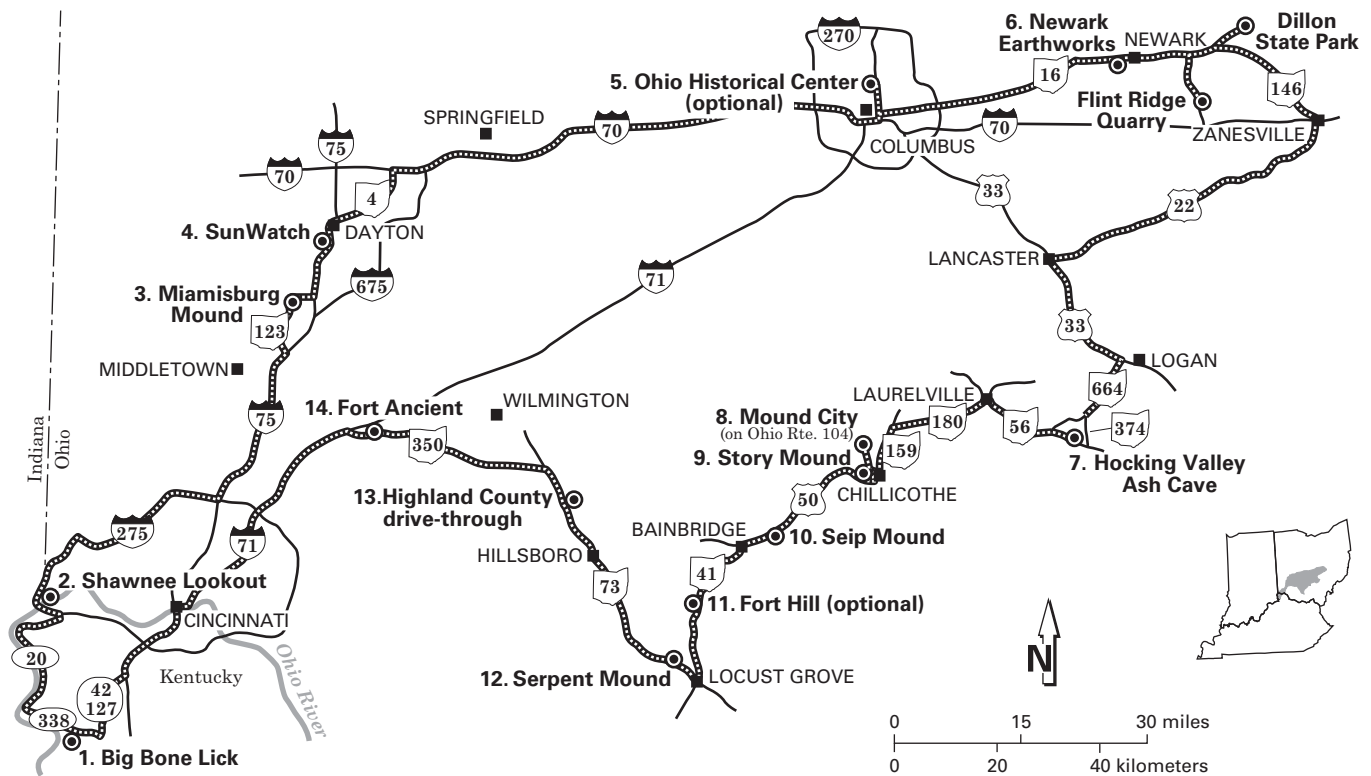 270
6. Newark
Earthworks
NEWARK
Dillon
State Park
16
146
5. Ohio Historical Center
(optional)
Flint Ridge
Quarry
SPRINGFIELD
70
70
ZANESVILLE
75
COLUMBUS
70
4
33
22
4. SunWatch
DAYTON
LANCASTER
675
71
3. Miamisburg
Mound
123
33
MIDDLETOWN
LOGAN
664
LAURELVILLE
14. Fort Ancient
WILMINGTON
75
8. Mound City
(on Ohio Rte. 104)
180
56
374
350
159
9. Story Mound
7. Hocking Valley
Ash Cave
Indiana
Ohio
13.Highland County
drive-through
50
CHILLICOTHE
275
71
BAINBRIDGE
10. Seip Mound
HILLSBORO
41
2. Shawnee Lookout
73
11. Fort Hill (optional)
CINCINNATI
20
Kentucky
Ohio River
12. Serpent Mound
LOCUST GROVE
N
42
127
338
1. Big Bone Lick
0 15 30 miles
0 20 40 kilometers